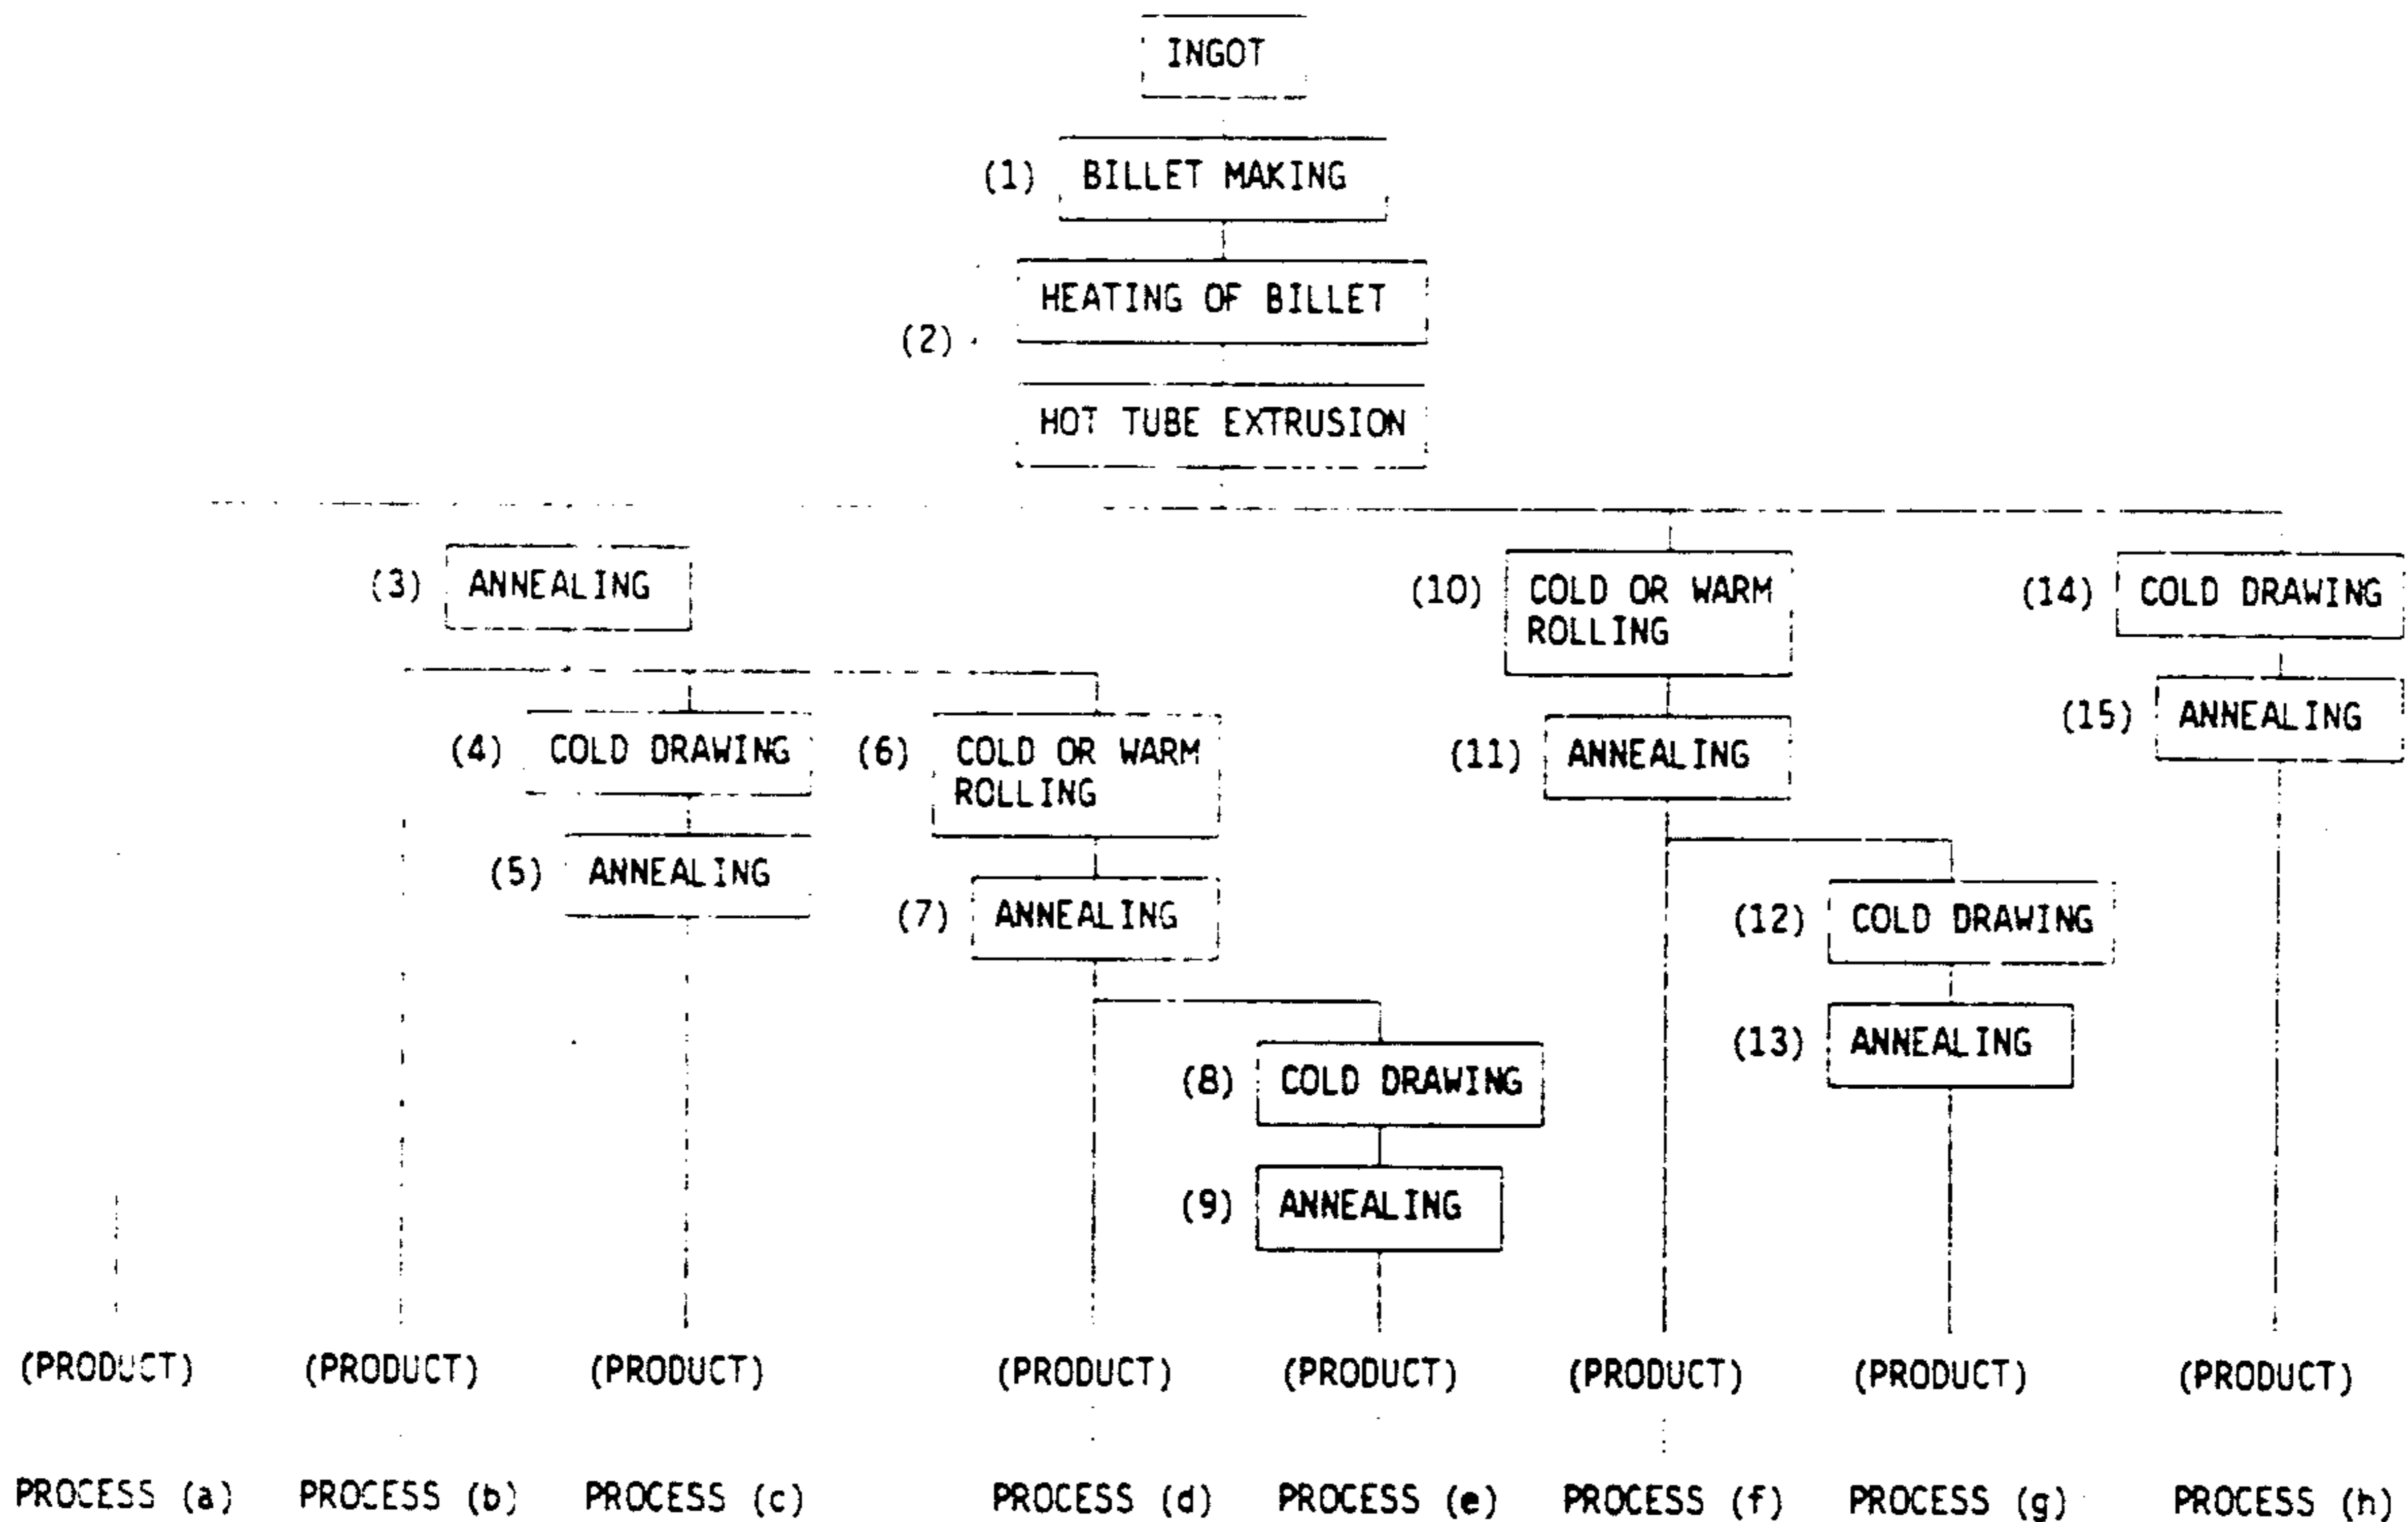 INGOT
(1) BILLET MAKING
HEATING OF BILLET
(2)
HOT TUBE EXTRUSION
(3) ANNEALING
(10) COLD OR WARM
ROLLING
(14) COLD DRAWING
(4) COLD DRAWING
(6) COLD OR WARM
ROLLING
(11) ANNEALING
(15) ANNEALING
(5) ANNEALING
(7) ANNEALING
(12) COLD DRAWING
(8) COLD DRAWING
(13) ANNEALING
(9) ANNEALING
(PRODUCT) (PRODUCT) (PRODUCT) (PRODUCT) (PRODUCT) (PRODUCT) (PRODUCT) (PRODUCT)
PROCESS (a) PROCESS (b) PROCESS (c) PROCESS (d) PROCESS (e) PROCESS (f) PROCESS (g) PROCESS (h)